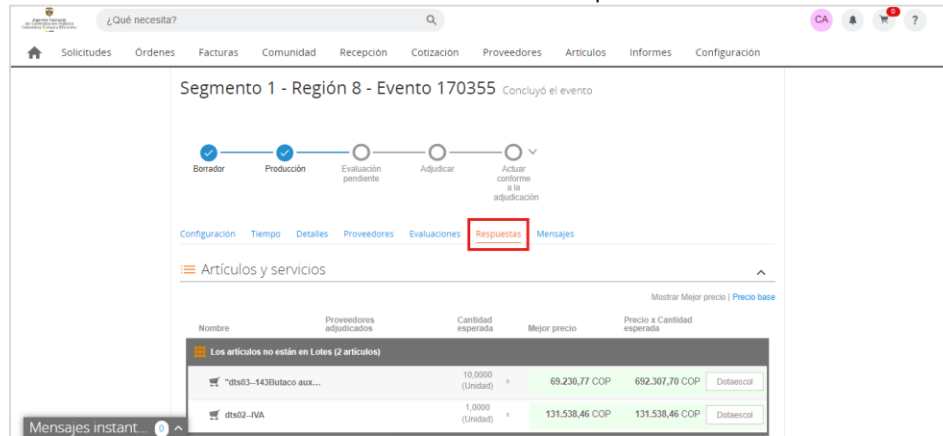 ¿Qué necesita?
CA
0
?
Solicitudes Órdenes Facturas Comunidad Recepción Cotización Proveedores Artículos Informes Configuración
Segmento 1 - Región 8 - Evento 170355 Concluyó el evento
Borrador Producción Evaluación pendiente Adjudicar Actuar conforme a la adjudicación
Configuración Tiempo Detalles Proveedores Evaluaciones Respuestas Mensajes
Artículos y servicios
Mostrar Mejor precio | Precio base
Nombre Proveedores adjudicados Cantidad esperada Mejor precio Precio x Cantidad esperada
Los artículos no están en Lotes (2 artículos)
"dts03--143Butaco aux... 10,0000 (Unidad) x 69.230,77 COP 692.307,70 COP Dotaescol
dts02--IVA 1,0000 (Unidad) x 131.538,46 COP 131.538,46 COP Dotaescol
Mensajes instant... 0